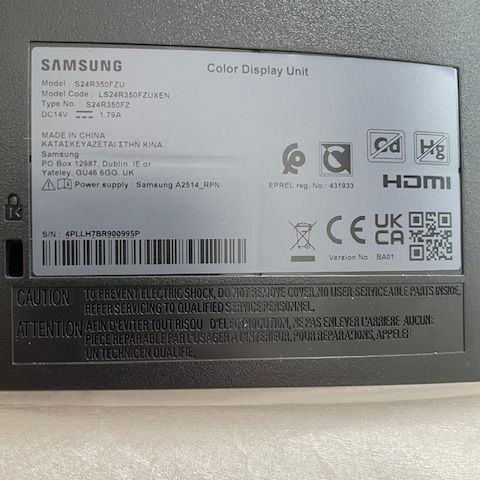 SAMSUNG
Color Display Unit
Model : S24R350FZU
Model Code : LS24R350FZUXEN
Type No. : S24R350FZ
DC14V 1.79A
MADE IN CHINA
ΚΑΤΑΣΚΕΥΑΖΕΤΑΙ ΣΤΗΝ ΚΙΝΑ
Samsung
PO Box 12987, Dublin. IE or
Yateley, GU46 6GG. UK
Power supply : Samsung A2514_RPN
Cd
Hg
EPREL reg. no.: 431933
HDMI
S/N : 4PLLH7BR900995P
CE
UK
CA
Version No : BA01
CAUTION
TO PREVENT ELECTRIC SHOCK, DO NOT REMOVE COVER, NO USER, SERVICEABLE PARTS INSIDE.
REFER SERVICING TO QUALIFIED SERVICE PERSONNEL.
ATTENTION
AFIN D'EVITER TOUT RISQU D'ELECTROCUTION, NE PAS ENLEVER L'ARRIERE AUCUNE
PIECE REPARABLE PAR L'USAGER A L'INTERIEUR, POUR REPARATIONS, APPELER
UN TECHNICEN QUALIFIE.